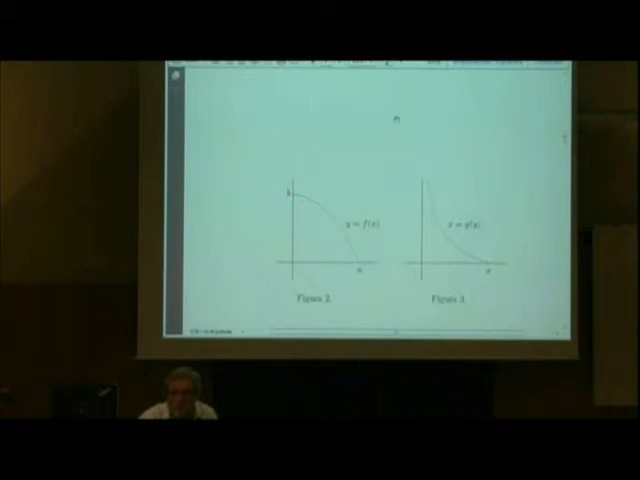 b
y = f(x)
a
Figure 2.
x = g(y)
a
Figure 3.